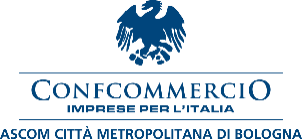 CONFCOMMERCIO
IMPRESE PER L'ITALIA
ASCOM CITTÀ METROPOLITANA DI BOLOGNA